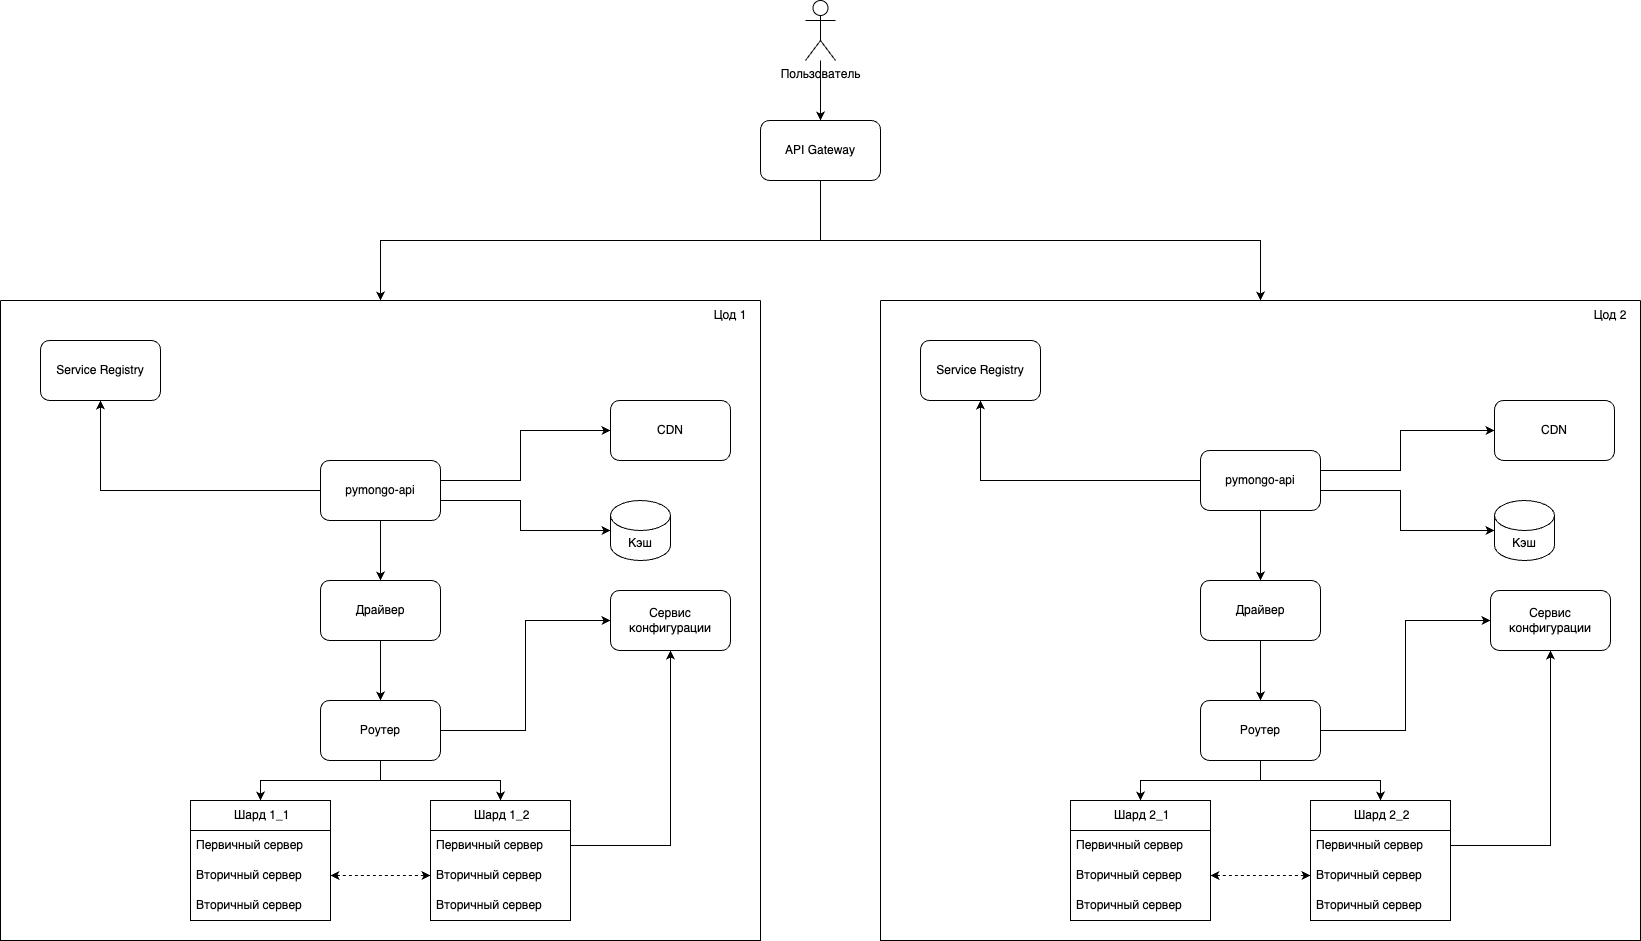 Пользователь
API Gateway
Цод 1
Service Registry
CDN
pymongo-api
Кэш
Драйвер
Сервис
конфигурации
Роутер
Шард 1_1
Первичный сервер
Вторичный сервер
Вторичный сервер
Шард 1_2
Первичный сервер
Вторичный сервер
Вторичный сервер
Цод 2
Service Registry
CDN
pymongo-api
Кэш
Драйвер
Сервис
конфигурации
Роутер
Шард 2_1
Первичный сервер
Вторичный сервер
Вторичный сервер
Шард 2_2
Первичный сервер
Вторичный сервер
Вторичный сервер